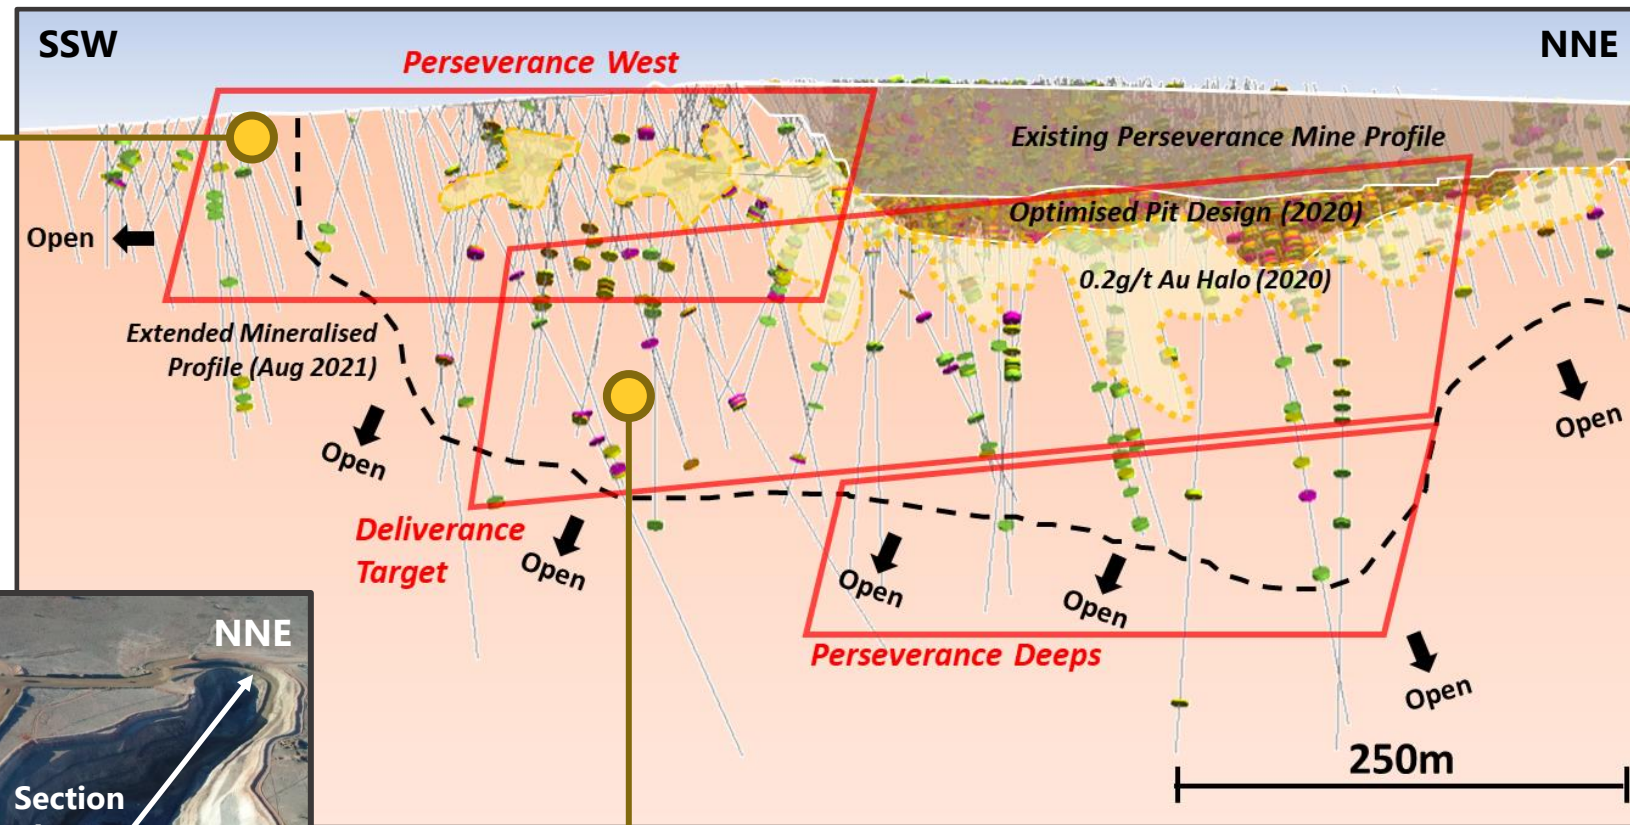 SSW
NNE
Perseverance West
Existing Perseverance Mine Profile
Optimised Pit Design (2020)
Open
0.2g/t Au Halo (2020)
Extended Mineralised
Profile (Aug 2021)
Open
Open
Deliverance
Target
Open
Open
Open
Perseverance Deeps
Open
250m
NNE
Section